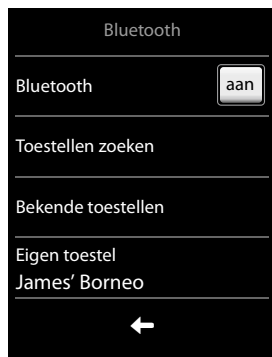 Bluetooth
Bluetooth aan
Toestellen zoeken
Bekende toestellen
Eigen toestel
James’ Borneo